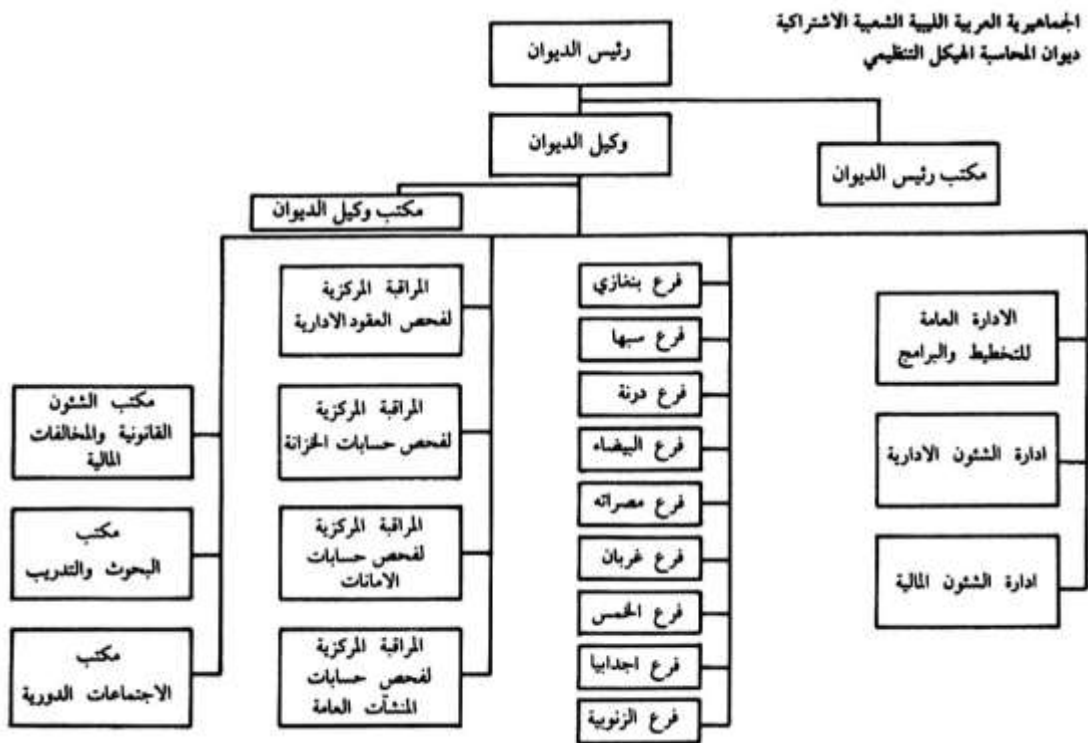 الجماهيرية العربية الليبية الشعبية الاشتراكية
ديوان المحاسبة الهيكل التنظيمي
رئيس الديوان
وكيل الديوان
مكتب رئيس الديوان
مكتب وكيل الديوان
الادارة العامة
للتخطيط والبرامج
ادارة الشئون الادارية
ادارة الشئون المالية
فرع بنغازي
فرع سبها
فرع درنة
فرع البيضاء
فرع مصراته
فرع غريان
فرع الخمس
فرع اجدابيا
فرع الزنوبية
المراقبة المركزية
لفحص العقود الادارية
المراقبة المركزية
لفحص حسابات الخزانة
المراقبة المركزية
لفحص حسابات
الامانات
المراقبة المركزية
لفحص حسابات
المنشآت العامة
مكتب الشئون
القانونية والمخالفات
المالية
مكتب
البحوث والتدريب
مكتب
الاجتماعات الدورية